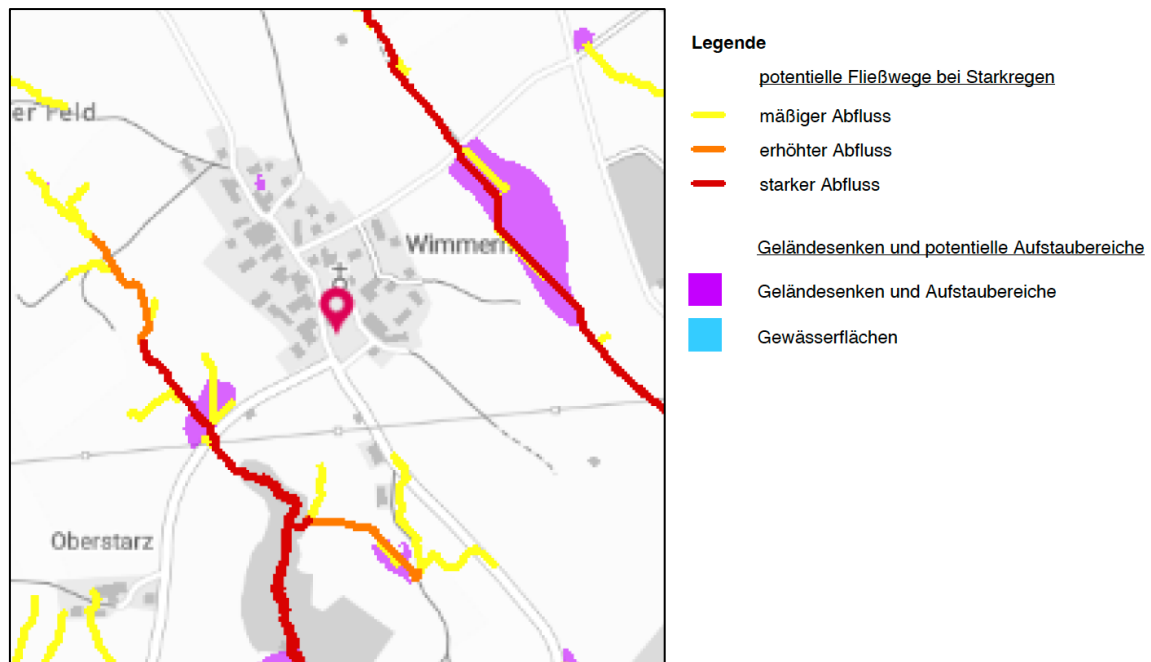 er Feld
Wimmern
Oberstarz
Legende
potentielle Fließwege bei Starkregen
mäßiger Abfluss
erhöhter Abfluss
starker Abfluss
Geländesenken und potentielle Aufstaubereiche
Geländesenken und Aufstaubereiche
Gewässerflächen